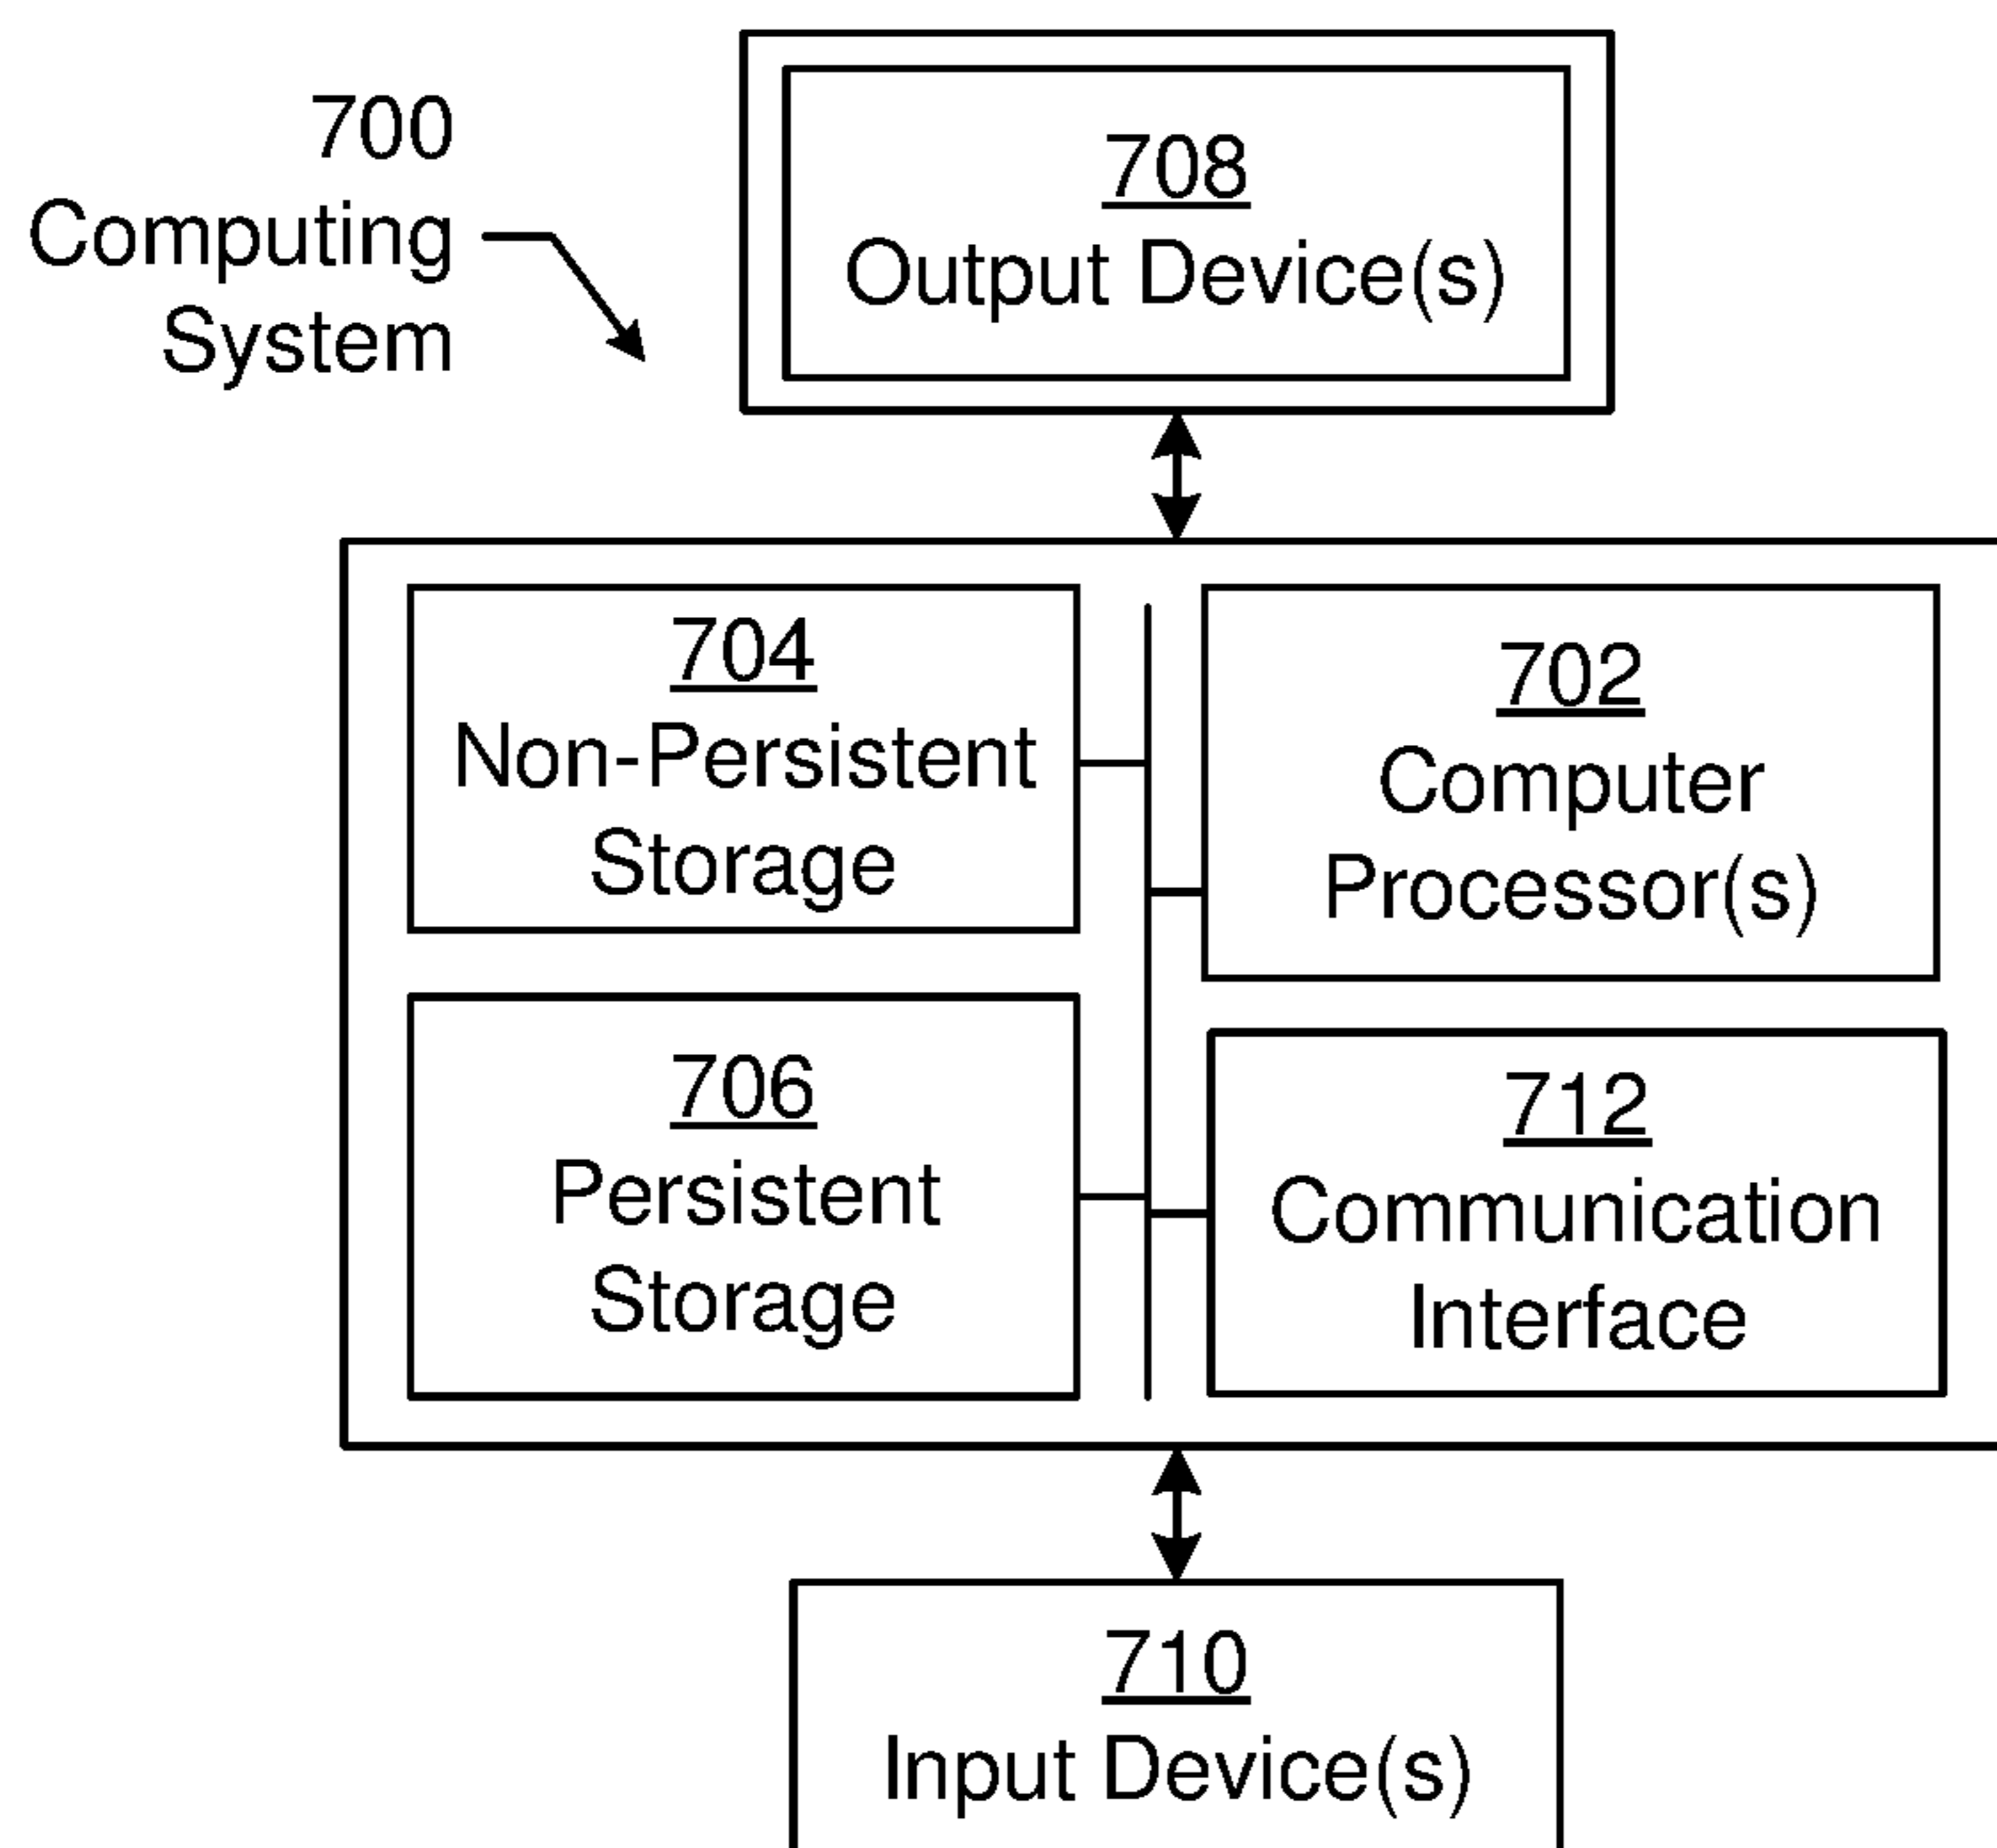 700
Computing
System
708
Output Device(s)
704
Non-Persistent
Storage
702
Computer
Processor(s)
706
Persistent
Storage
712
Communication
Interface
710
Input Device(s)